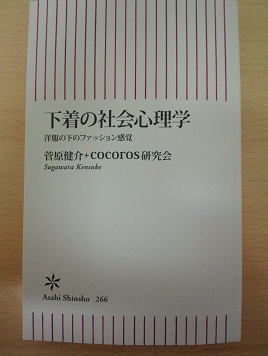 下着の社会心理学
洋服の下のファッション感覚
菅原健介+cocoros研究会
Sugawara Kensuke
Asahi Shinsho 266